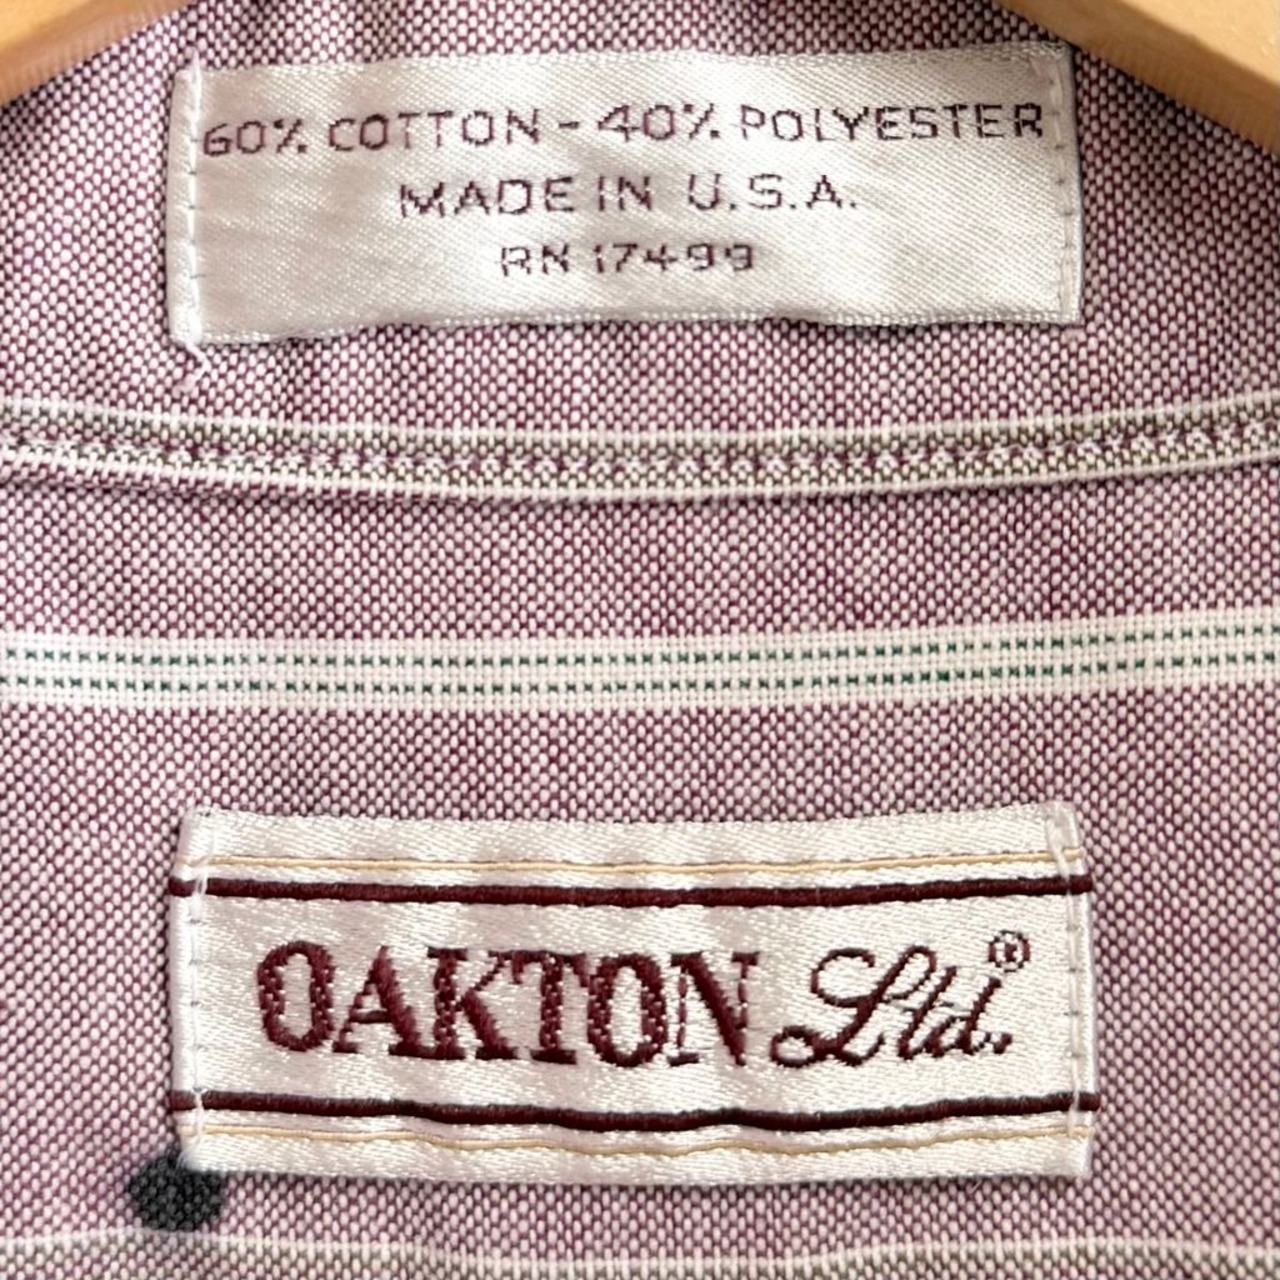 60% COTTON - 40% POLYESTER
MADE IN U.S.A.
RN 17499
OAKTON Ltd.®